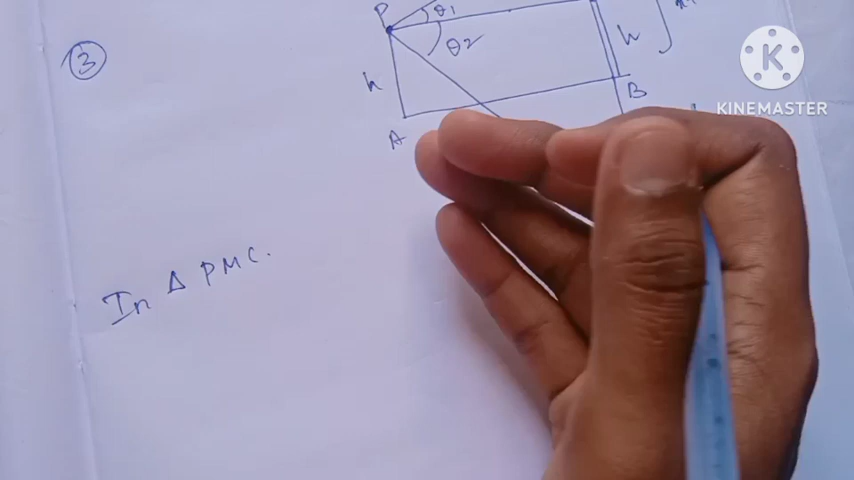 P
θ1
θ2
h
h
A
B
3
In Δ PMC.
K
KINEMASTER